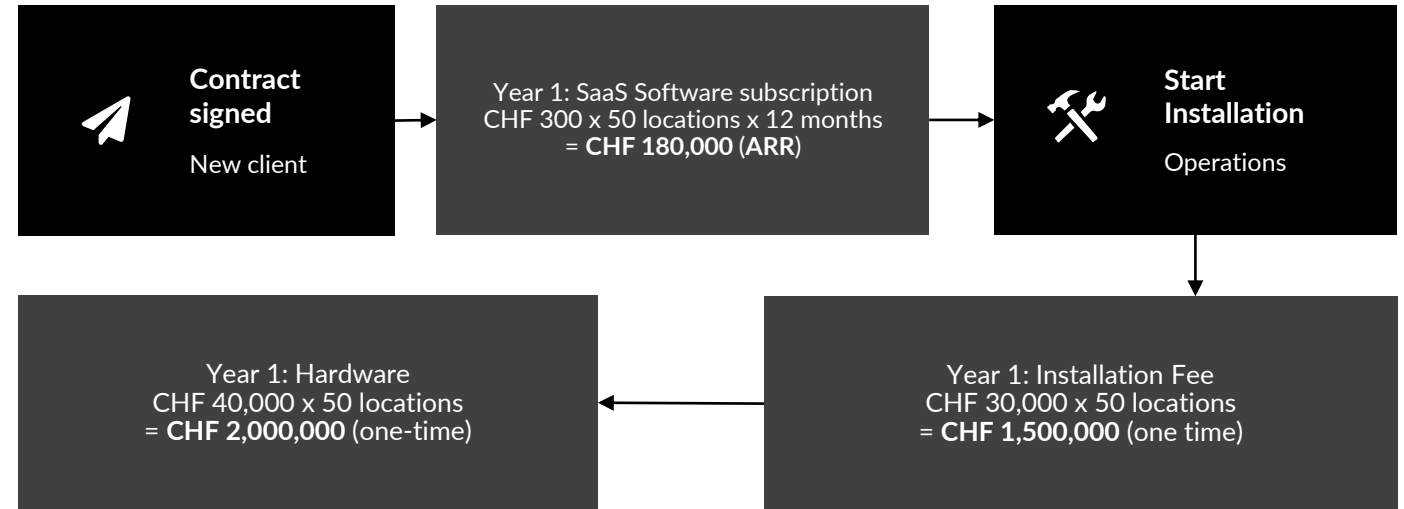 Contract
signed
New client
Year 1: SaaS Software subscription
CHF 300 x 50 locations x 12 months
= CHF 180,000 (ARR)
Start
Installation
Operations
Year 1: Installation Fee
CHF 30,000 x 50 locations
= CHF 1,500,000 (one time)
Year 1: Hardware
CHF 40,000 x 50 locations
= CHF 2,000,000 (one-time)